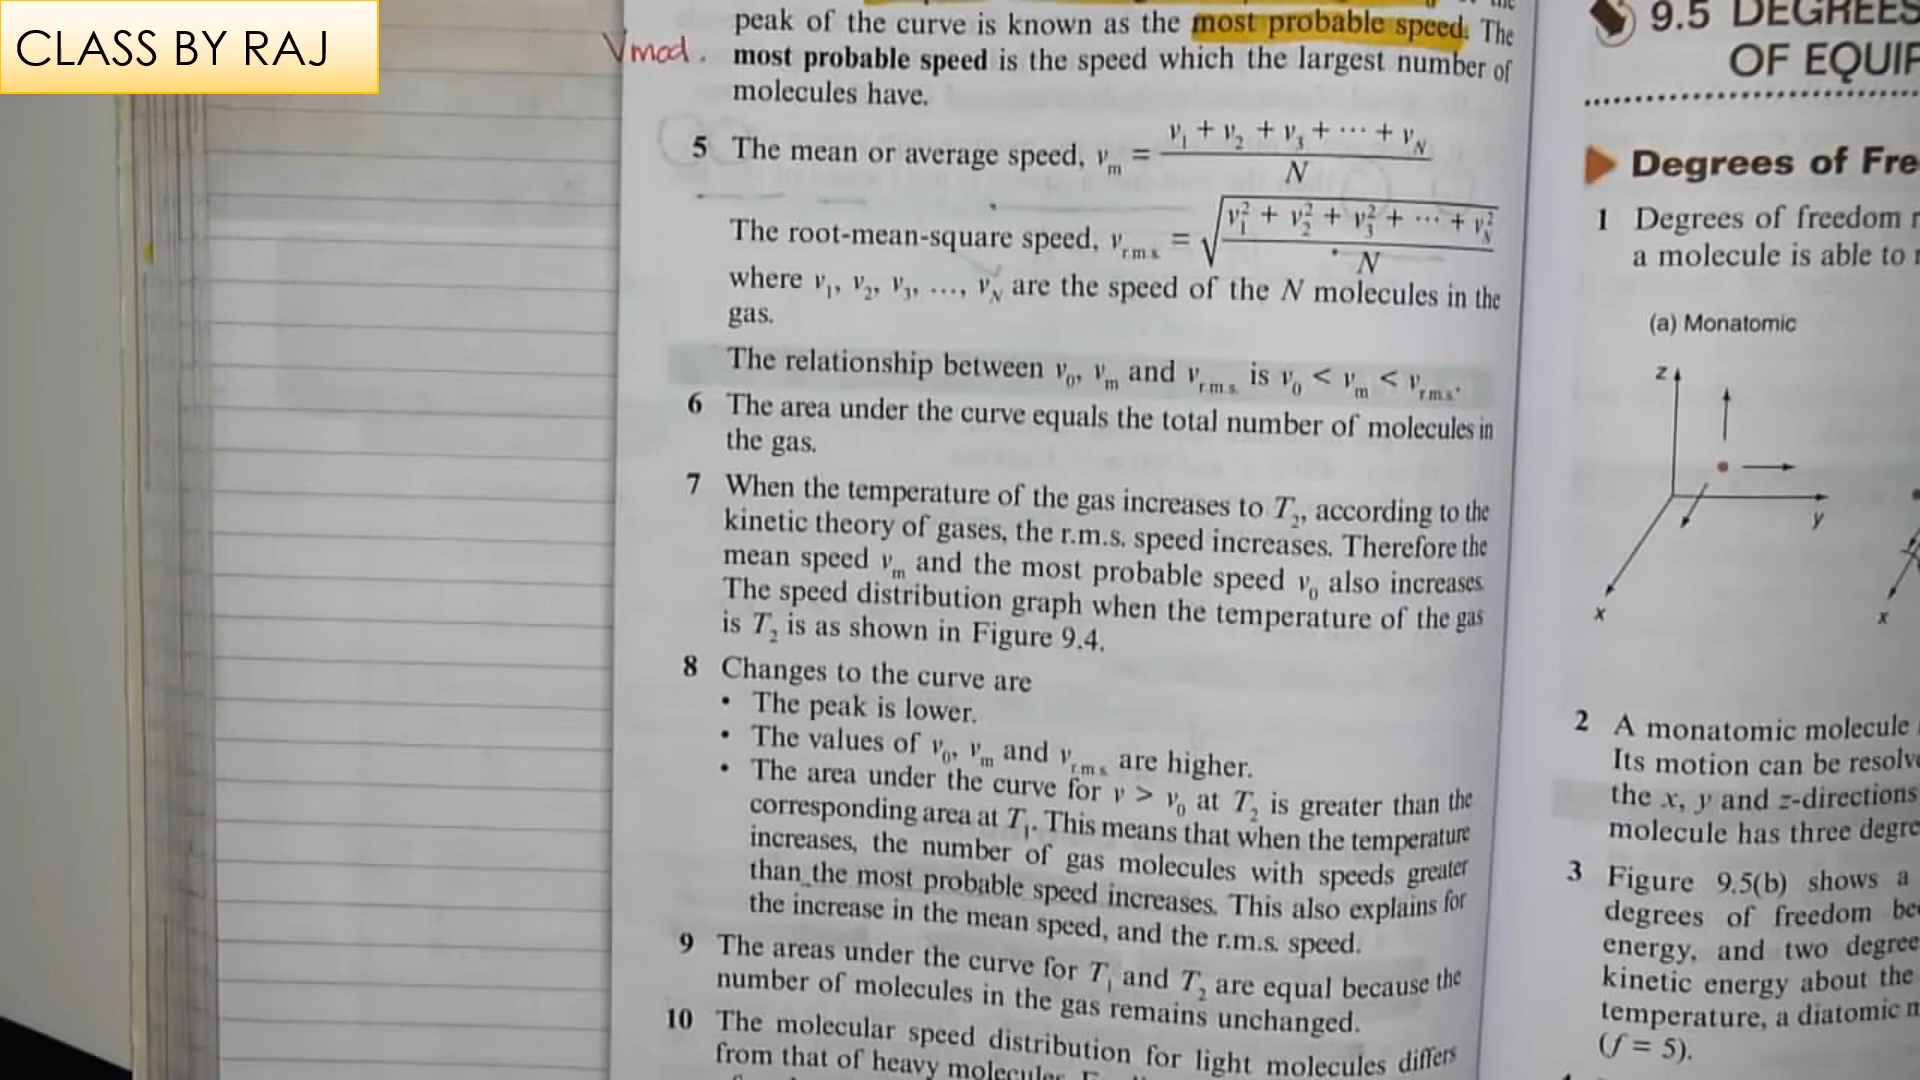 CLASS BY RAJ
peak of the curve is known as the most probable speed. The
Vmod.
most probable speed is the speed which the largest number of
molecules have.
5 The mean or average speed, vₘ = (v₁ + v₂ + v₃ + ··· + v_N) / N
The root-mean-square speed, v_r.m.s. = √((v₁² + v₂² + v₃² + ··· + v_N²) / N)
where v₁, v₂, v₃, ..., v_N are the speed of the N molecules in the
gas.
The relationship between v₀, vₘ and v_r.m.s. is v₀ < vₘ < v_r.m.s.
6 The area under the curve equals the total number of molecules in
the gas.
7 When the temperature of the gas increases to T₂, according to the
kinetic theory of gases, the r.m.s. speed increases. Therefore the
mean speed vₘ and the most probable speed v₀ also increases
The speed distribution graph when the temperature of the gas
is T₂ is as shown in Figure 9.4.
8 Changes to the curve are
• The peak is lower.
• The values of v₀, vₘ and v_r.m.s. are higher.
• The area under the curve for v > v₀ at T₂ is greater than the
corresponding area at T₁. This means that when the temperature
increases, the number of gas molecules with speeds greater
than the most probable speed increases. This also explains for
the increase in the mean speed, and the r.m.s. speed.
9 The areas under the curve for T₁ and T₂ are equal because the
number of molecules in the gas remains unchanged.
10 The molecular speed distribution for light molecules differs
from that of heavy molecules.
9.5 DEGREES
OF
Degrees of
1 Degrees of freedom
a molecule is able to
(a) Monatomic
z
y
x
x
2 A monatomic molecule
Its motion can be
the x, y and z-directions
molecule has three
3 Figure 9.5(b) shows a
degrees of freedom
energy, and two
kinetic energy about the
temperature, a diatomic
(f = 5).